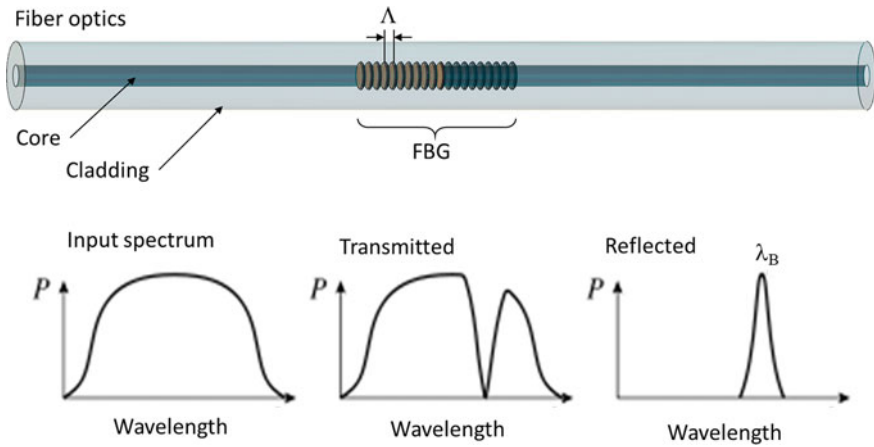 Fiber optics
Λ
Core
Cladding
FBG
Input spectrum
Transmitted
Reflected
λB
P
P
P
Wavelength
Wavelength
Wavelength